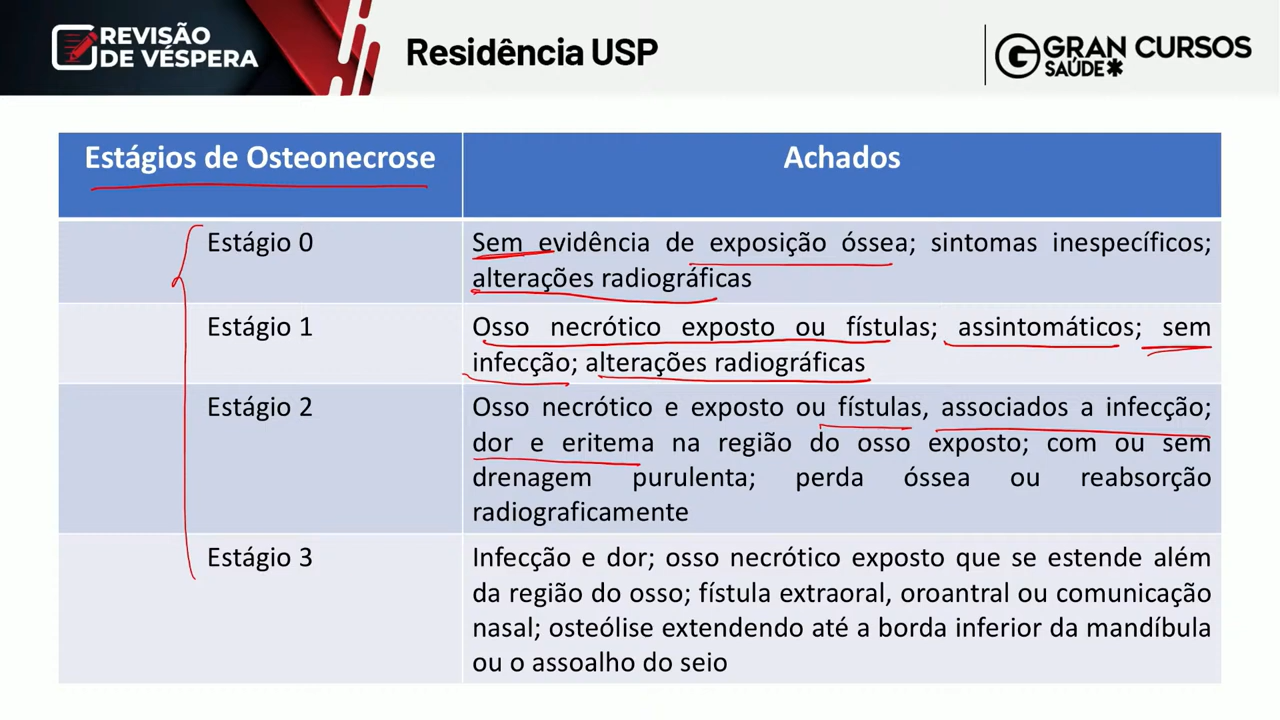 REVISÃO
DE VÉSPERA
Residência USP
GRAN CURSOS
SAÚDE
Estágios de Osteonecrose
Achados
Estágio 0
Sem evidência de exposição óssea; sintomas inespecíficos;
alterações radiográficas
Estágio 1
Osso necrótico exposto ou fístulas; assintomáticos; sem
infecção; alterações radiográficas
Estágio 2
Osso necrótico e exposto ou fístulas, associados a infecção;
dor e eritema na região do osso exposto; com ou sem
drenagem purulenta; perda óssea ou reabsorção
radiograficamente
Estágio 3
Infecção e dor; osso necrótico exposto que se estende além
da região do osso; fístula extraoral, oroantral ou comunicação
nasal; osteólise extendendo até a borda inferior da mandíbula
ou o assoalho do seio